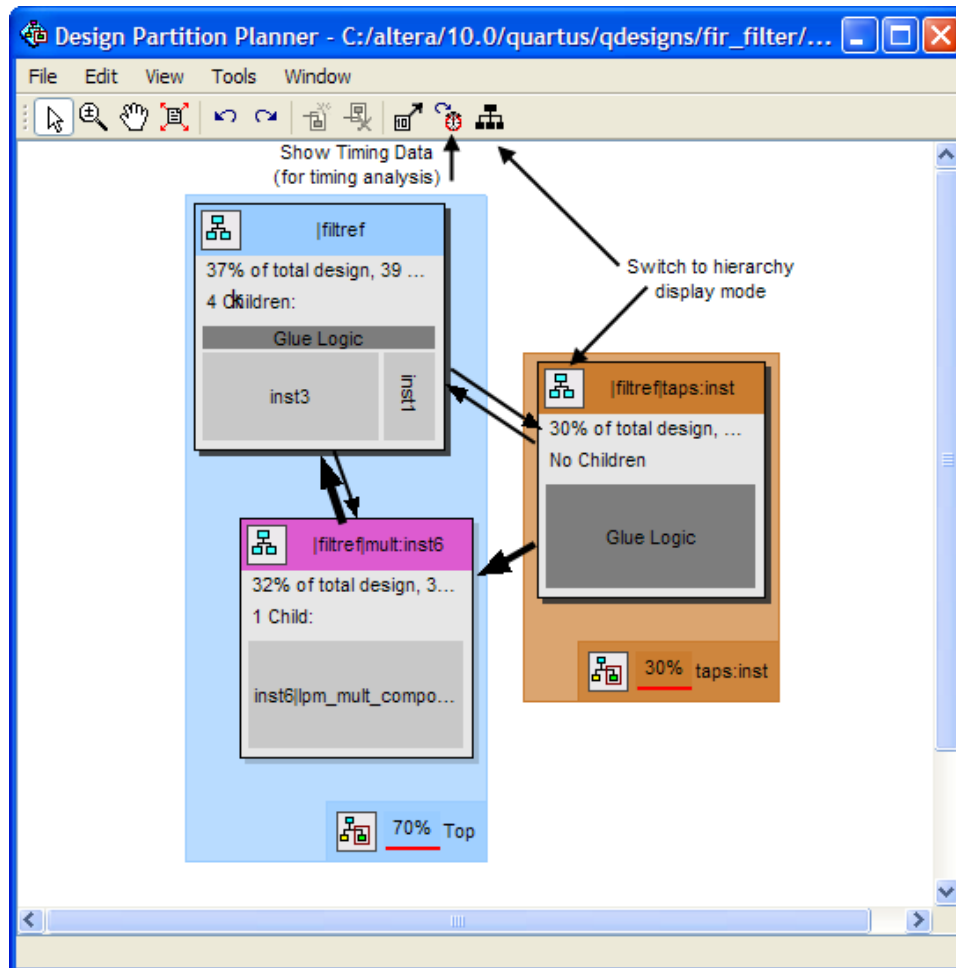 Design Partition Planner - C:/altera/10.0/quartus/qdesigns/fir_filter/...
File Edit View Tools Window
Show Timing Data
(for timing analysis)
|filtref
37% of total design, 39 ...
4 Children:
Glue Logic
inst3
inst1
Switch to hierarchy
display mode
|filtref|taps:inst
30% of total design, ...
No Children
Glue Logic
30% taps:inst
|filtref|mult:inst6
32% of total design, 3...
1 Child:
inst6|lpm_mult_compo...
70% Top